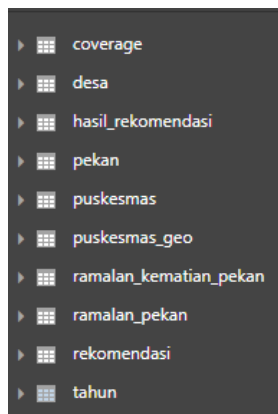 coverage
desa
hasil_rekomendasi
pekan
puskesmas
puskesmas_geo
ramalan_kematian_pekan
ramalan_pekan
rekomendasi
tahun